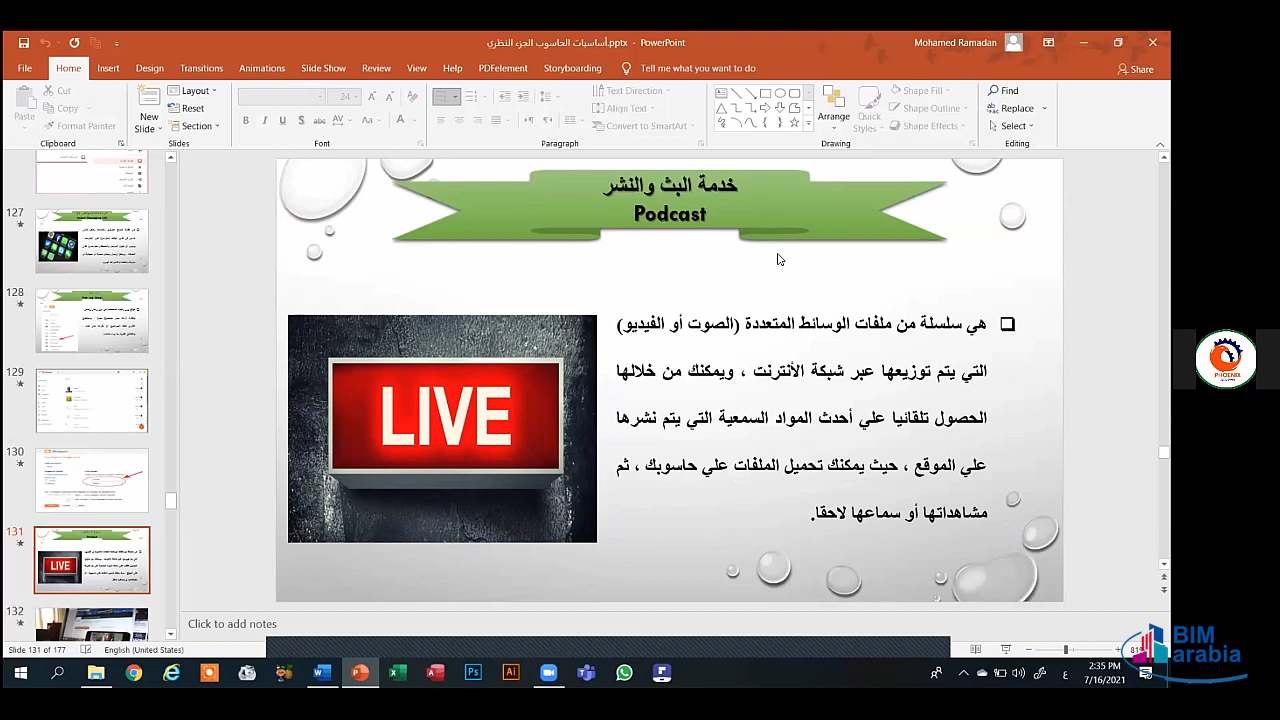 أساسيات الحاسوب الجزء النظري.pptx - PowerPoint
Mohamed Ramadan
File Home Insert Design Transitions Animations Slide Show Review View Help PDFelement Storyboarding Tell me what you want to do
Share
Paste
Cut
Copy
Format Painter
Clipboard
New Slide
Layout
Reset
Section
Slides
24
Font
Text Direction
Align Text
Convert to SmartArt
Paragraph
Arrange
Quick Styles
Shape Fill
Shape Outline
Shape Effects
Drawing
Find
Replace
Select
Editing
127
128
129
130
131
LIVE
132
خدمة البث والنشر
Podcast
هي سلسلة من ملفات الوسائط المتعددة (الصوت أو الفيديو)
التي يتم توزيعها عبر شبكة الأنترنت ، ويمكنك من خلالها
الحصول تلقائيا علي أحدث المواد السمعية التي يتم نشرها
علي الموقع ، حيث يمكنك تحميل الملفات علي حاسوبك ، ثم
مشاهداتها أو سماعها لاحقا.
LIVE
PHOENIX
Click to add notes
Slide 131 of 177
English (United States)
BIM
arabia
2:35 PM
7/16/2021